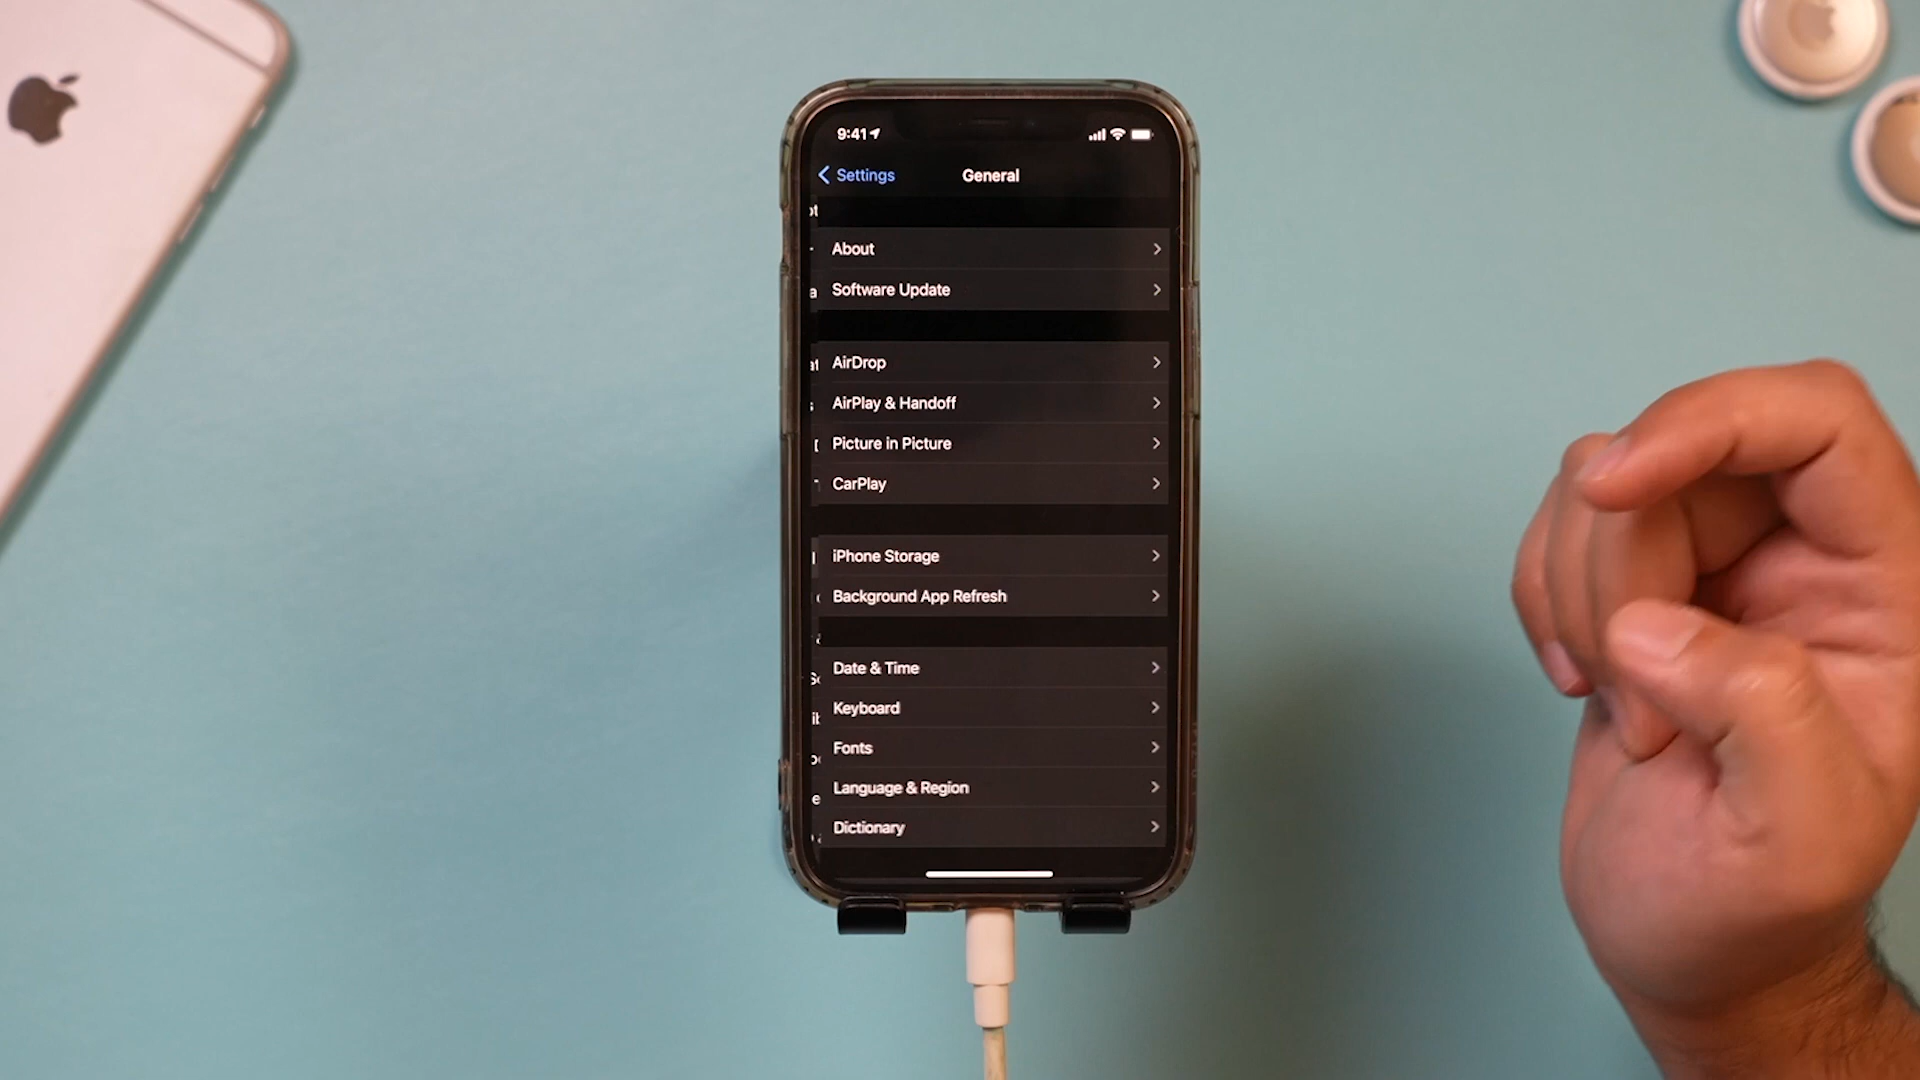 9:41
Settings
General
About
Software Update
AirDrop
AirPlay & Handoff
Picture in Picture
CarPlay
iPhone Storage
Background App Refresh
Date & Time
Keyboard
Fonts
Language & Region
Dictionary